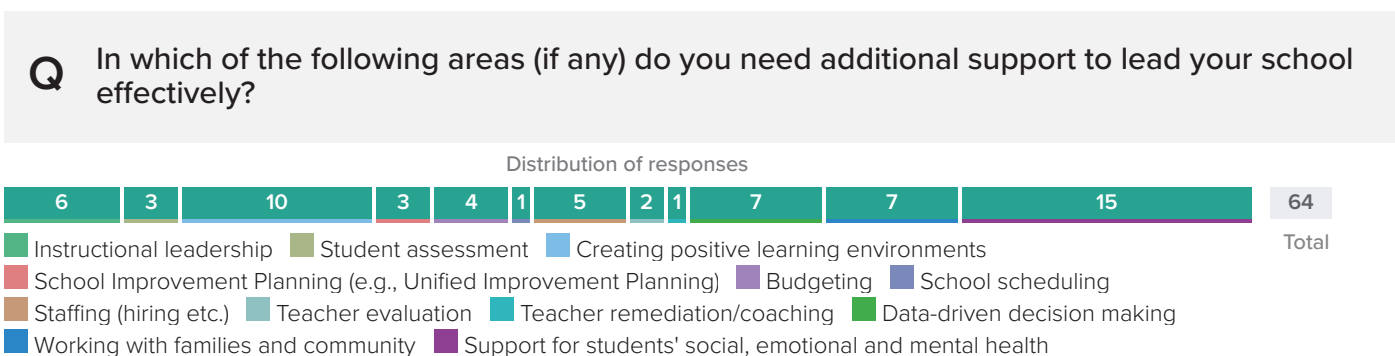 Q
In which of the following areas (if any) do you need additional support to lead your school
effectively?
Distribution of responses
6 3 10 3 4 1 5 2 1 7 7 15 64
Total
Instructional leadership Student assessment Creating positive learning environments
School Improvement Planning (e.g., Unified Improvement Planning) Budgeting School scheduling
Staffing (hiring etc.) Teacher evaluation Teacher remediation/coaching Data-driven decision making
Working with families and community Support for students' social, emotional and mental health